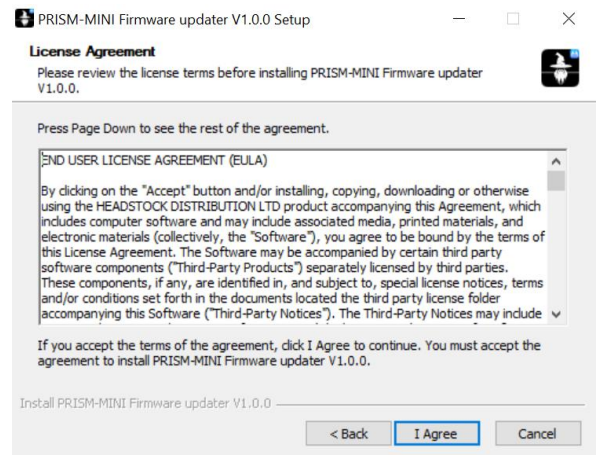 PRISM-MINI Firmware updater V1.0.0 Setup
License Agreement
Please review the license terms before installing PRISM-MINI Firmware updater
V1.0.0.
Press Page Down to see the rest of the agreement.
END USER LICENSE AGREEMENT (EULA)
By clicking on the "Accept" button and/or installing, copying, downloading or otherwise
using the HEADSTOCK DISTRIBUTION LTD product accompanying this Agreement, which
includes computer software and may include associated media, printed materials, and
electronic materials (collectively, the "Software"), you agree to be bound by the terms of
this License Agreement. The Software may be accompanied by certain third party
software components ("Third-Party Products") separately licensed by third parties.
These components, if any, are identified in, and subject to, special license notices, terms
and/or conditions set forth in the documents located the third party license folder
accompanying this Software ("Third-Party Notices"). The Third-Party Notices may include
If you accept the terms of the agreement, click I Agree to continue. You must accept the
agreement to install PRISM-MINI Firmware updater V1.0.0.
Install PRISM-MINI Firmware updater V1.0.0
< Back I Agree Cancel